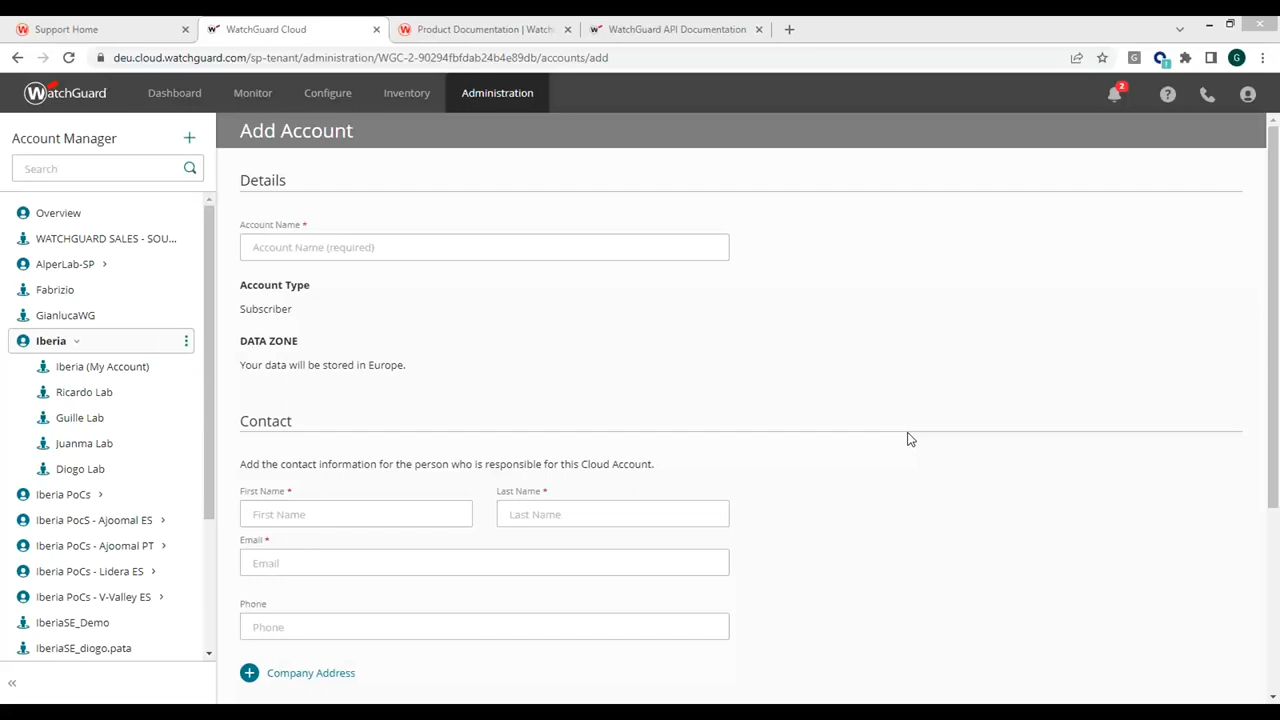 Support Home
WatchGuard Cloud
Product Documentation | Watch
WatchGuard API Documentation
deu.cloud.watchguard.com/sp-tenant/administration/WGC-2-90294fbfdab24b4e89db/accounts/add
G
WatchGuard
Dashboard
Monitor
Configure
Inventory
Administration
2
Account Manager
Search
Overview
WATCHGUARD SALES - SOU...
AlperLab-SP
Fabrizio
GianlucaWG
Iberia
Iberia (My Account)
Ricardo Lab
Guille Lab
Juanma Lab
Diogo Lab
Iberia PoCs
Iberia PocS - Ajoomal ES
Iberia PoCs - Ajoomal PT
Iberia PoCs - Lidera ES
Iberia PoCs - V-Valley ES
IberiaSE_Demo
IberiaSE_diogo.pata
Add Account
Details
Account Name *
Account Name (required)
Account Type
Subscriber
DATA ZONE
Your data will be stored in Europe.
Contact
Add the contact information for the person who is responsible for this Cloud Account.
First Name *
Last Name *
First Name
Last Name
Email *
Email
Phone
Phone
Company Address